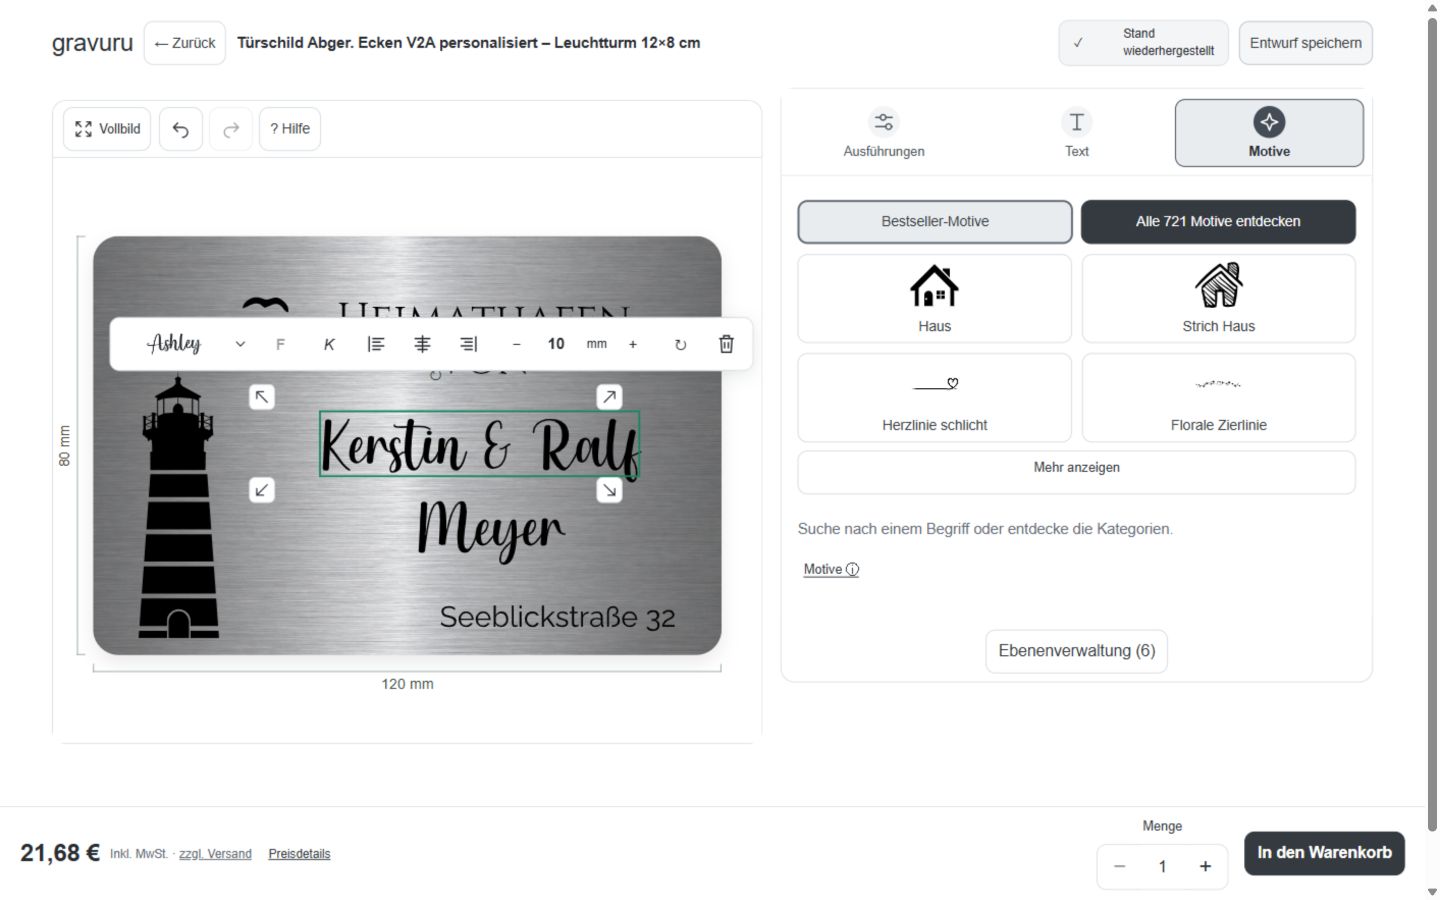 gravuru
← Zurück
Türschild Abger. Ecken V2A personalisiert – Leuchtturm 12×8 cm
✓ Stand
wiederhergestellt
Entwurf speichern
Vollbild
? Hilfe
Ausführungen
Text
Motive
Bestseller-Motive
Alle 721 Motive entdecken
Haus
Strich Haus
Herzlinie schlicht
Florale Zierlinie
Mehr anzeigen
Suche nach einem Begriff oder entdecke die Kategorien.
Motive ⓘ
Ebenenverwaltung (6)
Heimathafen
Ashley
F
K
− 10 mm +
Kerstin & Ralf
Meyer
Seeblickstraße 32
80 mm
120 mm
21,68 € Inkl. MwSt. · zzgl. Versand Preisdetails
Menge
− 1 +
In den Warenkorb